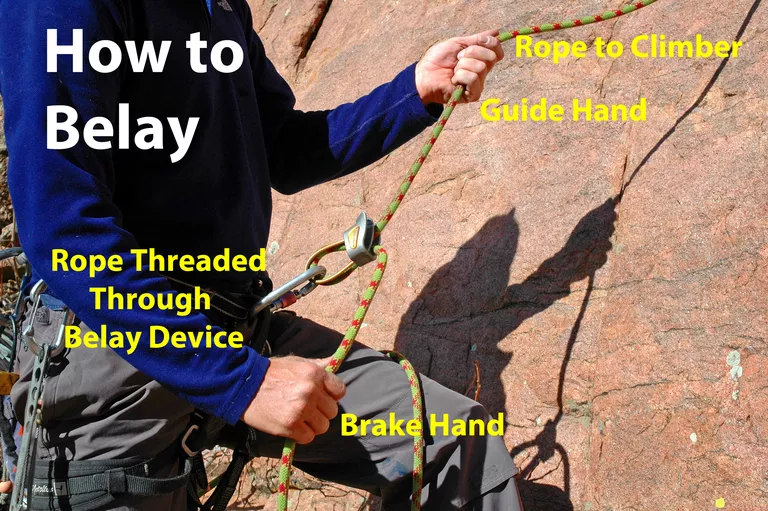 How to
Belay
Rope to Climber
Guide Hand
Rope Threaded
Through
Belay Device
Brake Hand